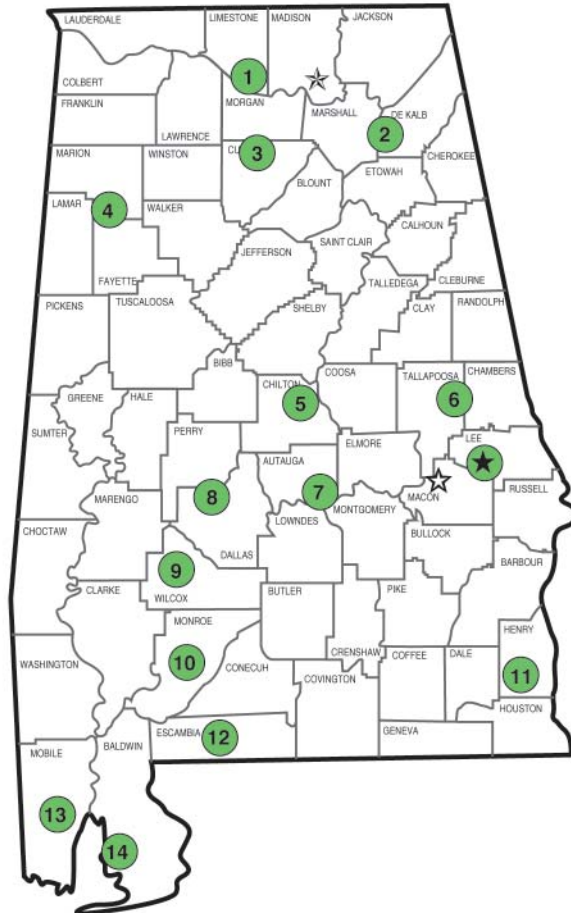 LAUDERDALE
LIMESTONE
MADISON
JACKSON
COLBERT
1
FRANKLIN
MORGAN
MARSHALL
DE KALB
2
LAWRENCE
3
CL
MARION
WINSTON
CHEROKEE
ETOWAH
BLOUNT
LAMAR
4
WALKER
CALHOUN
SAINT CLAIR
JEFFERSON
FAYETTE
TALLEDEGA
CLEBURNE
PICKENS
TUSCALOOSA
SHELBY
CLAY
RANDOLPH
BIBB
COOSA
TALLAPOOSA
CHAMBERS
CHILTON
GREENE
HALE
5
6
SUMTER
PERRY
ELMORE
LEE
AUTAUGA
MARENGO
8
7
MACON
RUSSELL
MONTGOMERY
LOWNDES
CHOCTAW
BULLOCK
DALLAS
BARBOUR
9
CLARKE
WILCOX
BUTLER
PIKE
MONROE
HENRY
WASHINGTON
10
CONECUH
CRENSHAW
COFFEE
DALE
11
COVINGTON
HOUSTON
MOBILE
BALDWIN
ESCAMBIA
12
GENEVA
13
14